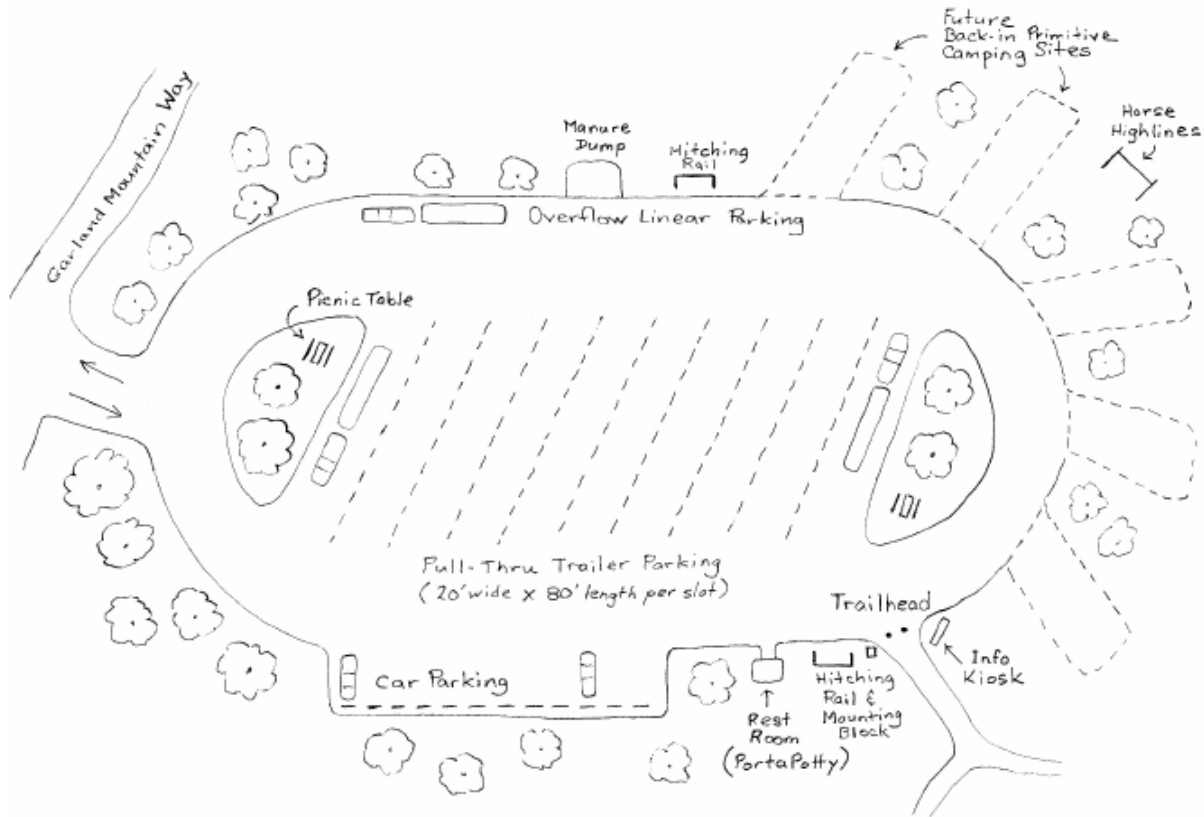 Future
Back-in Primitive
Camping Sites
Horse
Highlines
Garland Mountain Way
Manure
Dump
Hitching
Rail
Overflow Linear Parking
Picnic Table
Pull-Thru Trailer Parking
(20' wide x 80' length per slot)
Trailhead
Info
Kiosk
Car Parking
Rest
Room
(PortaPotty)
Hitching
Rail &
Mounting
Block